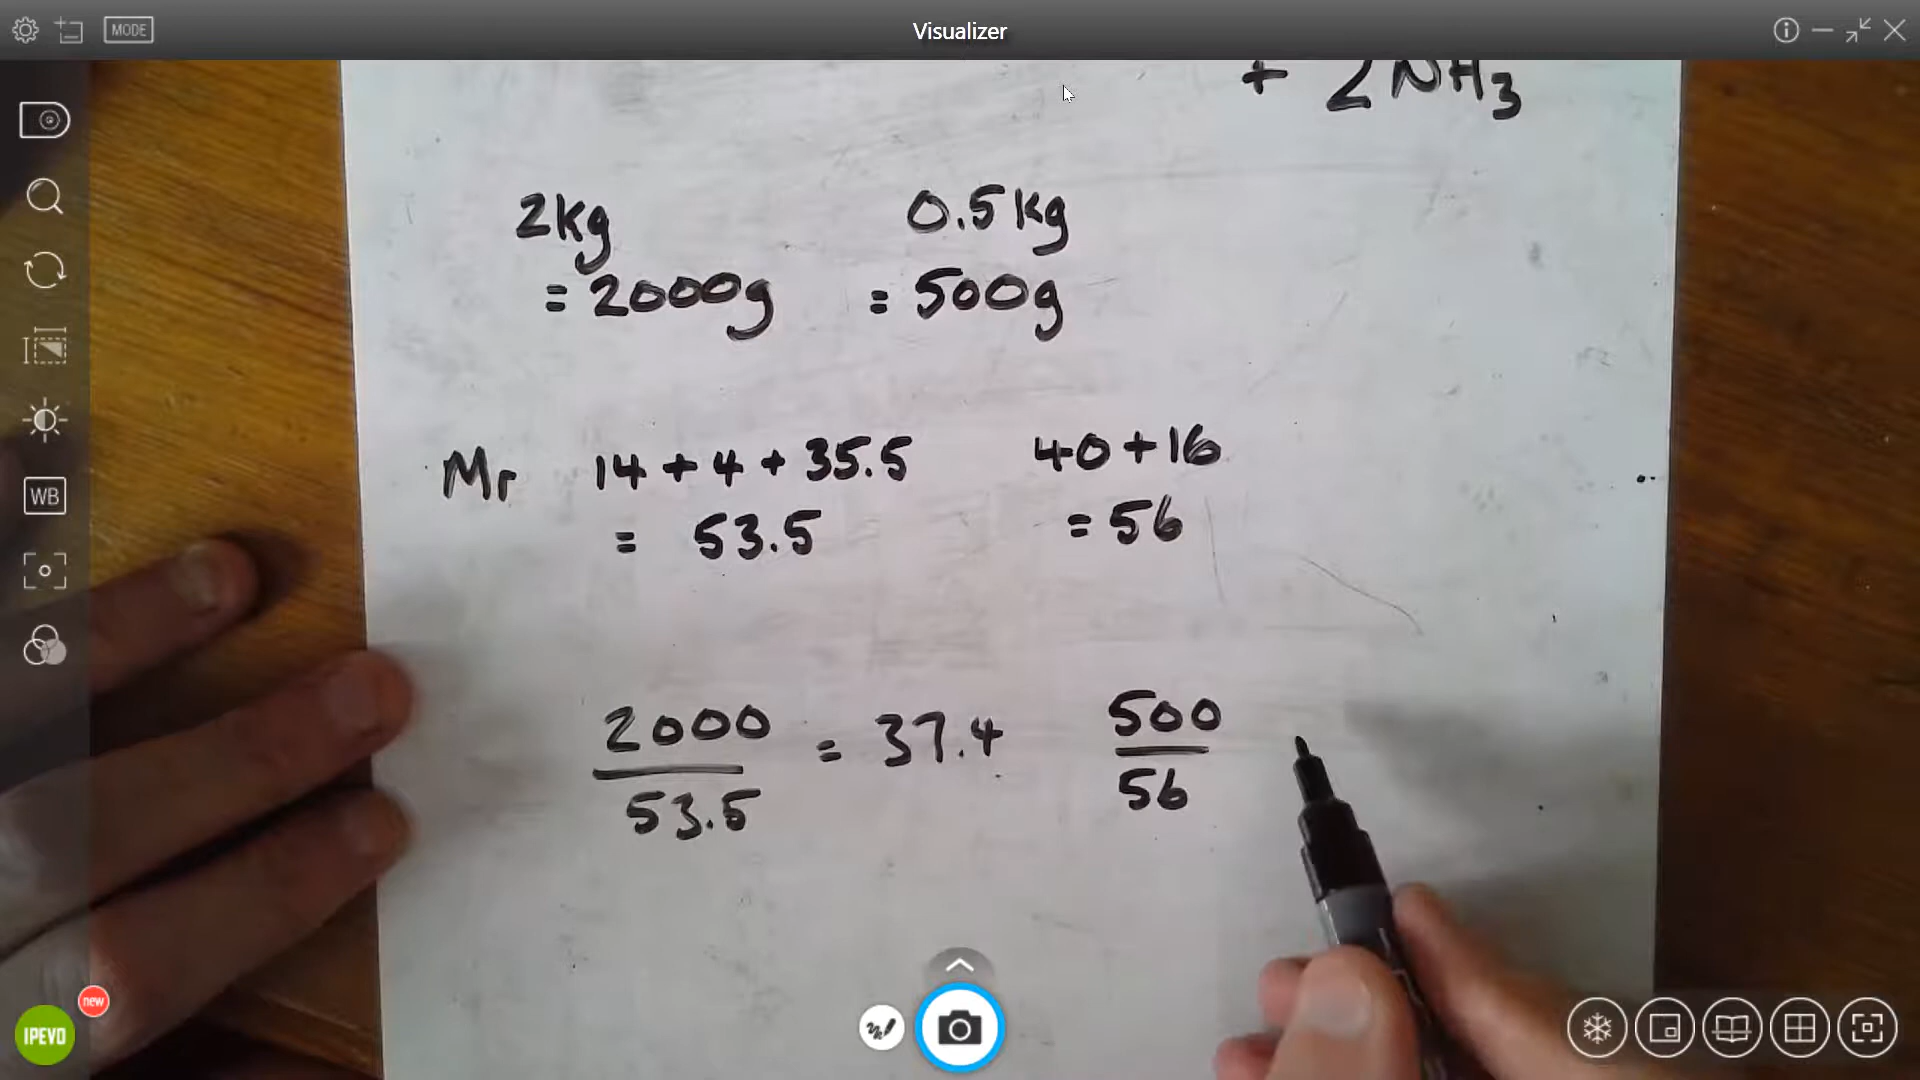 MODE
Visualizer
+ 2NH3
2kg 0.5kg
= 2000g = 500g
Mr 14 + 4 + 35.5 40 + 16
= 53.5 = 56
2000 = 37.4 500
53.5 56
WB
new
IPEVO